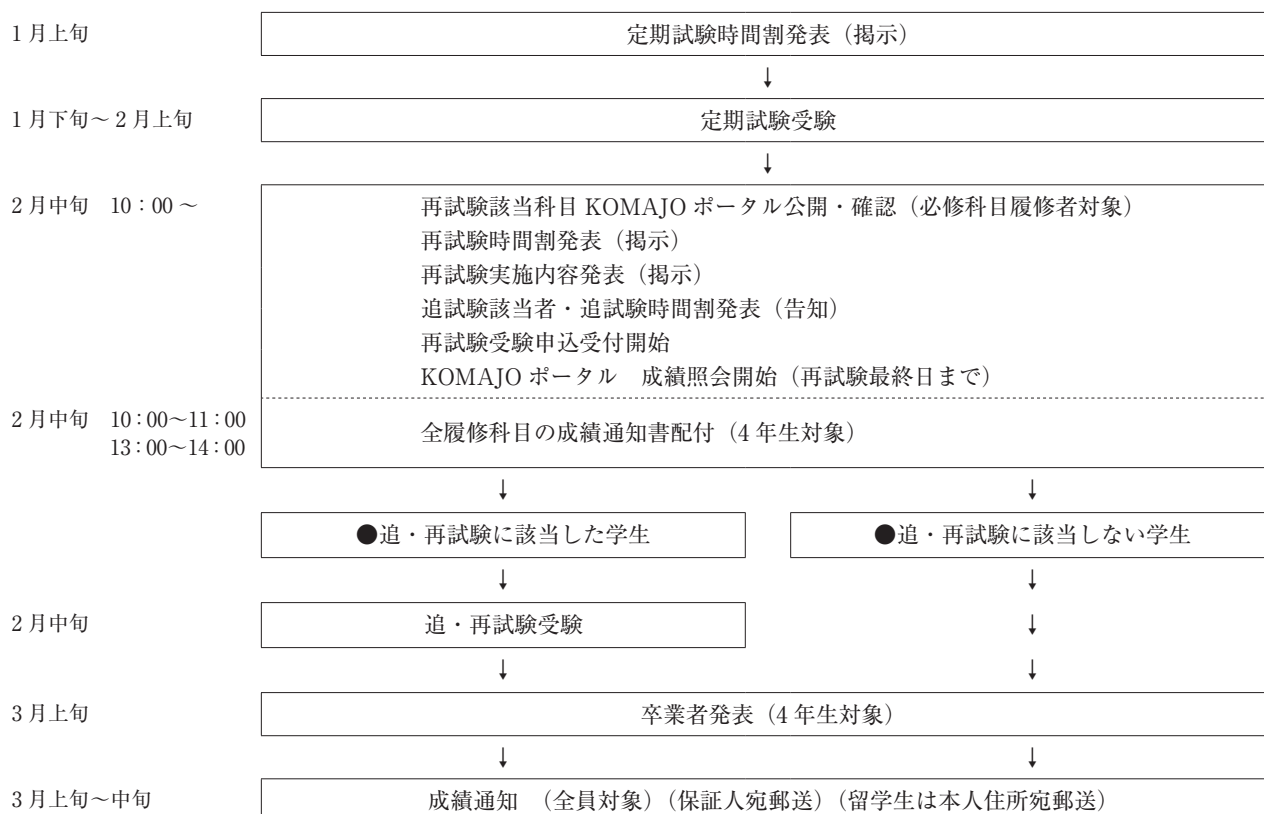 1月上旬 定期試験時間割発表（掲示）
↓
1月下旬～2月上旬 定期試験受験
↓
2月中旬 10：00～ 再試験該当科目 KOMAJO ポータル公開・確認（必修科目履修者対象）
再試験時間割発表（掲示）
再試験実施内容発表（掲示）
追試験該当者・追試験時間割発表（告知）
再試験受験申込受付開始
KOMAJO ポータル 成績照会開始（再試験最終日まで）
2月中旬 10：00～11：00
13：00～14：00 全履修科目の成績通知書配付（4年生対象）
↓ ↓
●追・再試験に該当した学生 ●追・再試験に該当しない学生
↓ ↓
2月中旬 追・再試験受験 ↓
↓ ↓
3月上旬 卒業者発表（4年生対象）
↓ ↓
3月上旬～中旬 成績通知 （全員対象）（保証人宛郵送）（留学生は本人住所宛郵送）